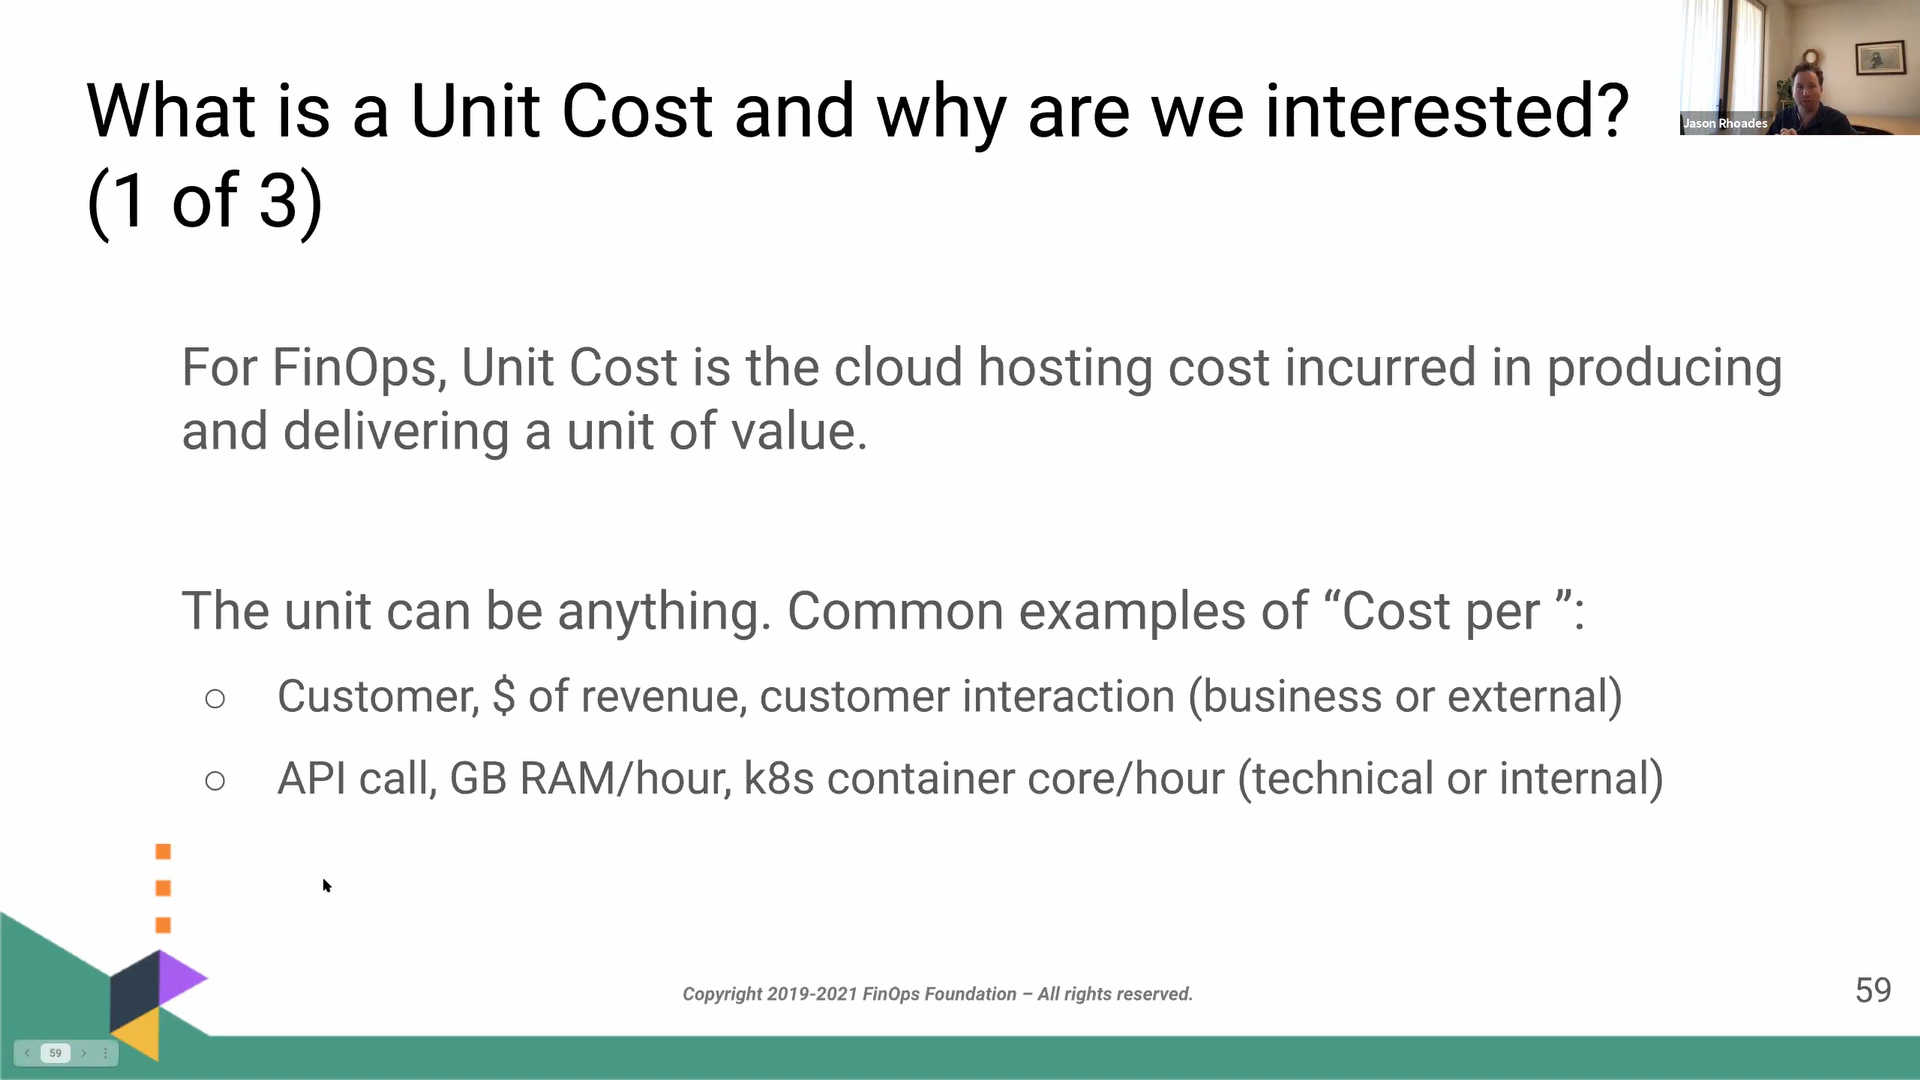 What is a Unit Cost and why are we interested?
(1 of 3)
Jason Rhoades
For FinOps, Unit Cost is the cloud hosting cost incurred in producing
and delivering a unit of value.
The unit can be anything. Common examples of “Cost per ”:
○ Customer, $ of revenue, customer interaction (business or external)
○ API call, GB RAM/hour, k8s container core/hour (technical or internal)
Copyright 2019-2021 FinOps Foundation – All rights reserved.
59
59